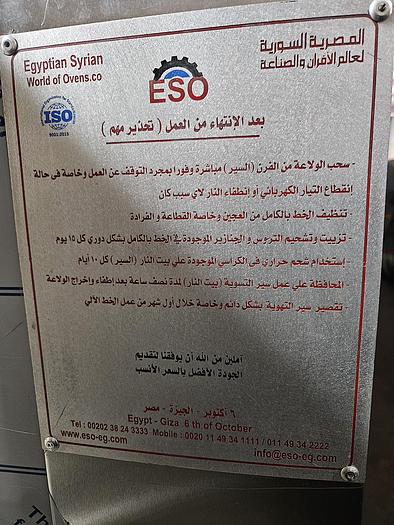 Egyptian Syrian
World of Ovens.co
المصرية السورية
لعالم الأفران والصناعة
ESO
ISO
9001:2015
بعد الإنتهاء من العمل ( تحذير مهم )
- سحب الولاعة من الفرن (السير) مباشرة وفورا بمجرد التوقف عن العمل وخاصة فى حالة
إنقطاع التيار الكهربائي أو إنطفاء النار لاي سبب كان
- تنظيف الخط بالكامل من العجين وخاصة القطاعة و الفرادة
- تزييت وتشحيم التروس و الجنازير الموجودة في الخط بالكامل بشكل دوري كل ١٥ يوم
- إستخدام شحم حراري في الكراسي الموجودة علي بيت النار (السير) كل ١٠ أيام
- المحافظة علي عمل سير التسوية (بيت النار) لمدة نصف ساعة بعد إطفاء وإخراج الولاعة
- تقصير سير التهوية بشكل دائم وخاصة خلال أول شهر من عمل الخط الألي
آملين من الله أن يوفقنا لتقديم
الجودة الأفضل بالسعر الأنسب
٦ أكتوبر - الجيزة - مصر
Egypt - Giza 6 th of October
Tel : 00202 38 24 3333 Mobile : 0020 11 49 34 1111 / 011 49 34 2222
www.eso-eg.com
info@eso-eg.com